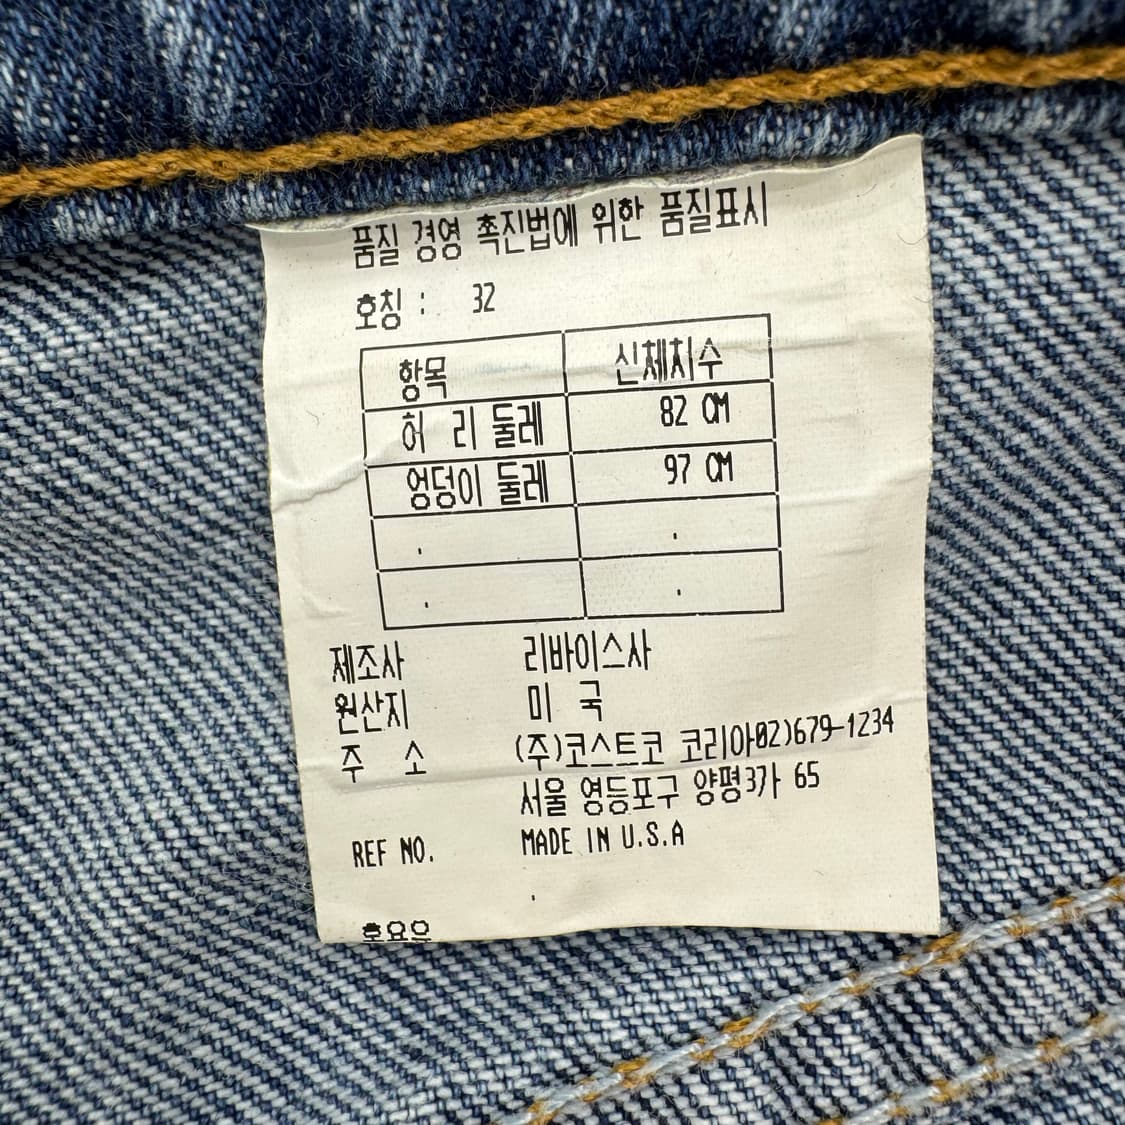 품질 경영 촉진법에 위한 품질표시
호칭 : 32
항목 신체치수
허 리 둘레 82 CM
엉덩이 둘레 97 CM
. .
. .
제조사 리바이스사
원산지 미 국
주 소 (주)코스트코 코리아02)679-1234
서울 영등포구 양평3가 65
REF NO. MADE IN U.S.A
.